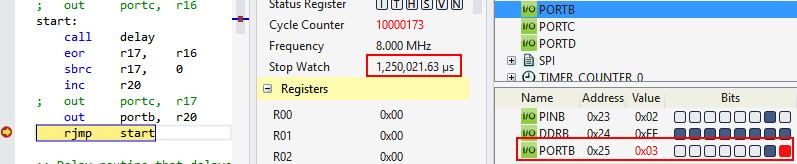 ;    out    portc,  r16
start:
call    delay
eor    r17,    r16
sbrc    r17,    0
inc    r20
;    out    portc,  r17
out    portb,  r20
rjmp    start
Status Register
I T H S V N
Cycle Counter    10000173
Frequency    8.000 MHz
Stop Watch    1,250,021.63 µs
Registers
R00    0x00
R01    0x00
R02    0x00
I/O PORTB
I/O PORTC
I/O PORTD
SPI
TIMER_COUNTER_0
Name    Address    Value    Bits
I/O PINB    0x23    0x02
I/O DDRB    0x24    0xFF
I/O PORTB    0x25    0x03